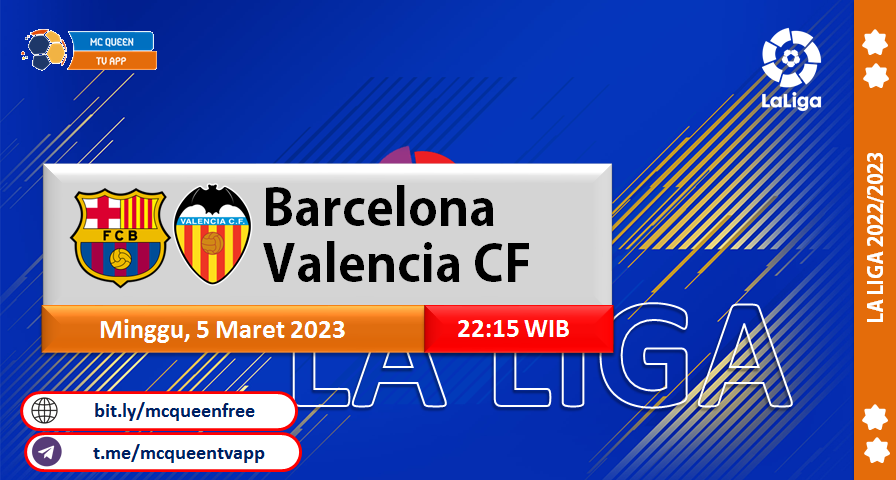 MC QUEEN
TV APP
LaLiga
LA LIGA 2022/2023
FCB
VALENCIA C.F.
Barcelona
Valencia CF
Minggu, 5 Maret 2023
22:15 WIB
LA LIGA
bit.ly/mcqueenfree
t.me/mcqueentvapp